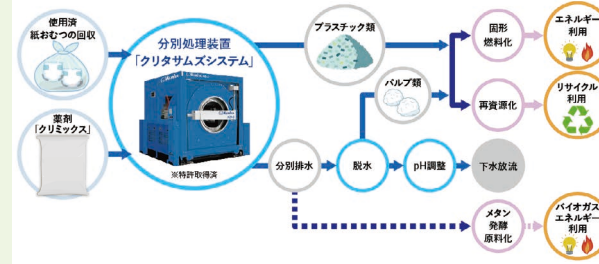 使用済
紙おむつの回収
薬剤
「クリミックス」
分別処理装置
「クリタサムズシステム」
※特許取得済
プラスチック類
パルプ類
分別排水
脱水
pH調整
下水放流
固形
燃料化
再資源化
メタン
発酵
原料化
エネルギー
利用
リサイクル
利用
バイオガス
エネルギー
利用